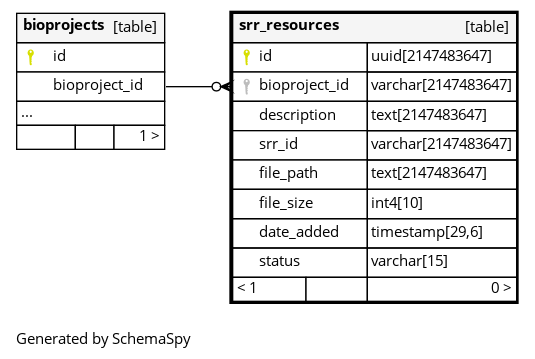 bioprojects [table]
id
bioproject_id
...
1 >
srr_resources [table]
id uuid[2147483647]
bioproject_id varchar[2147483647]
description text[2147483647]
srr_id varchar[2147483647]
file_path text[2147483647]
file_size int4[10]
date_added timestamp[29,6]
status varchar[15]
< 1 0 >
Generated by SchemaSpy